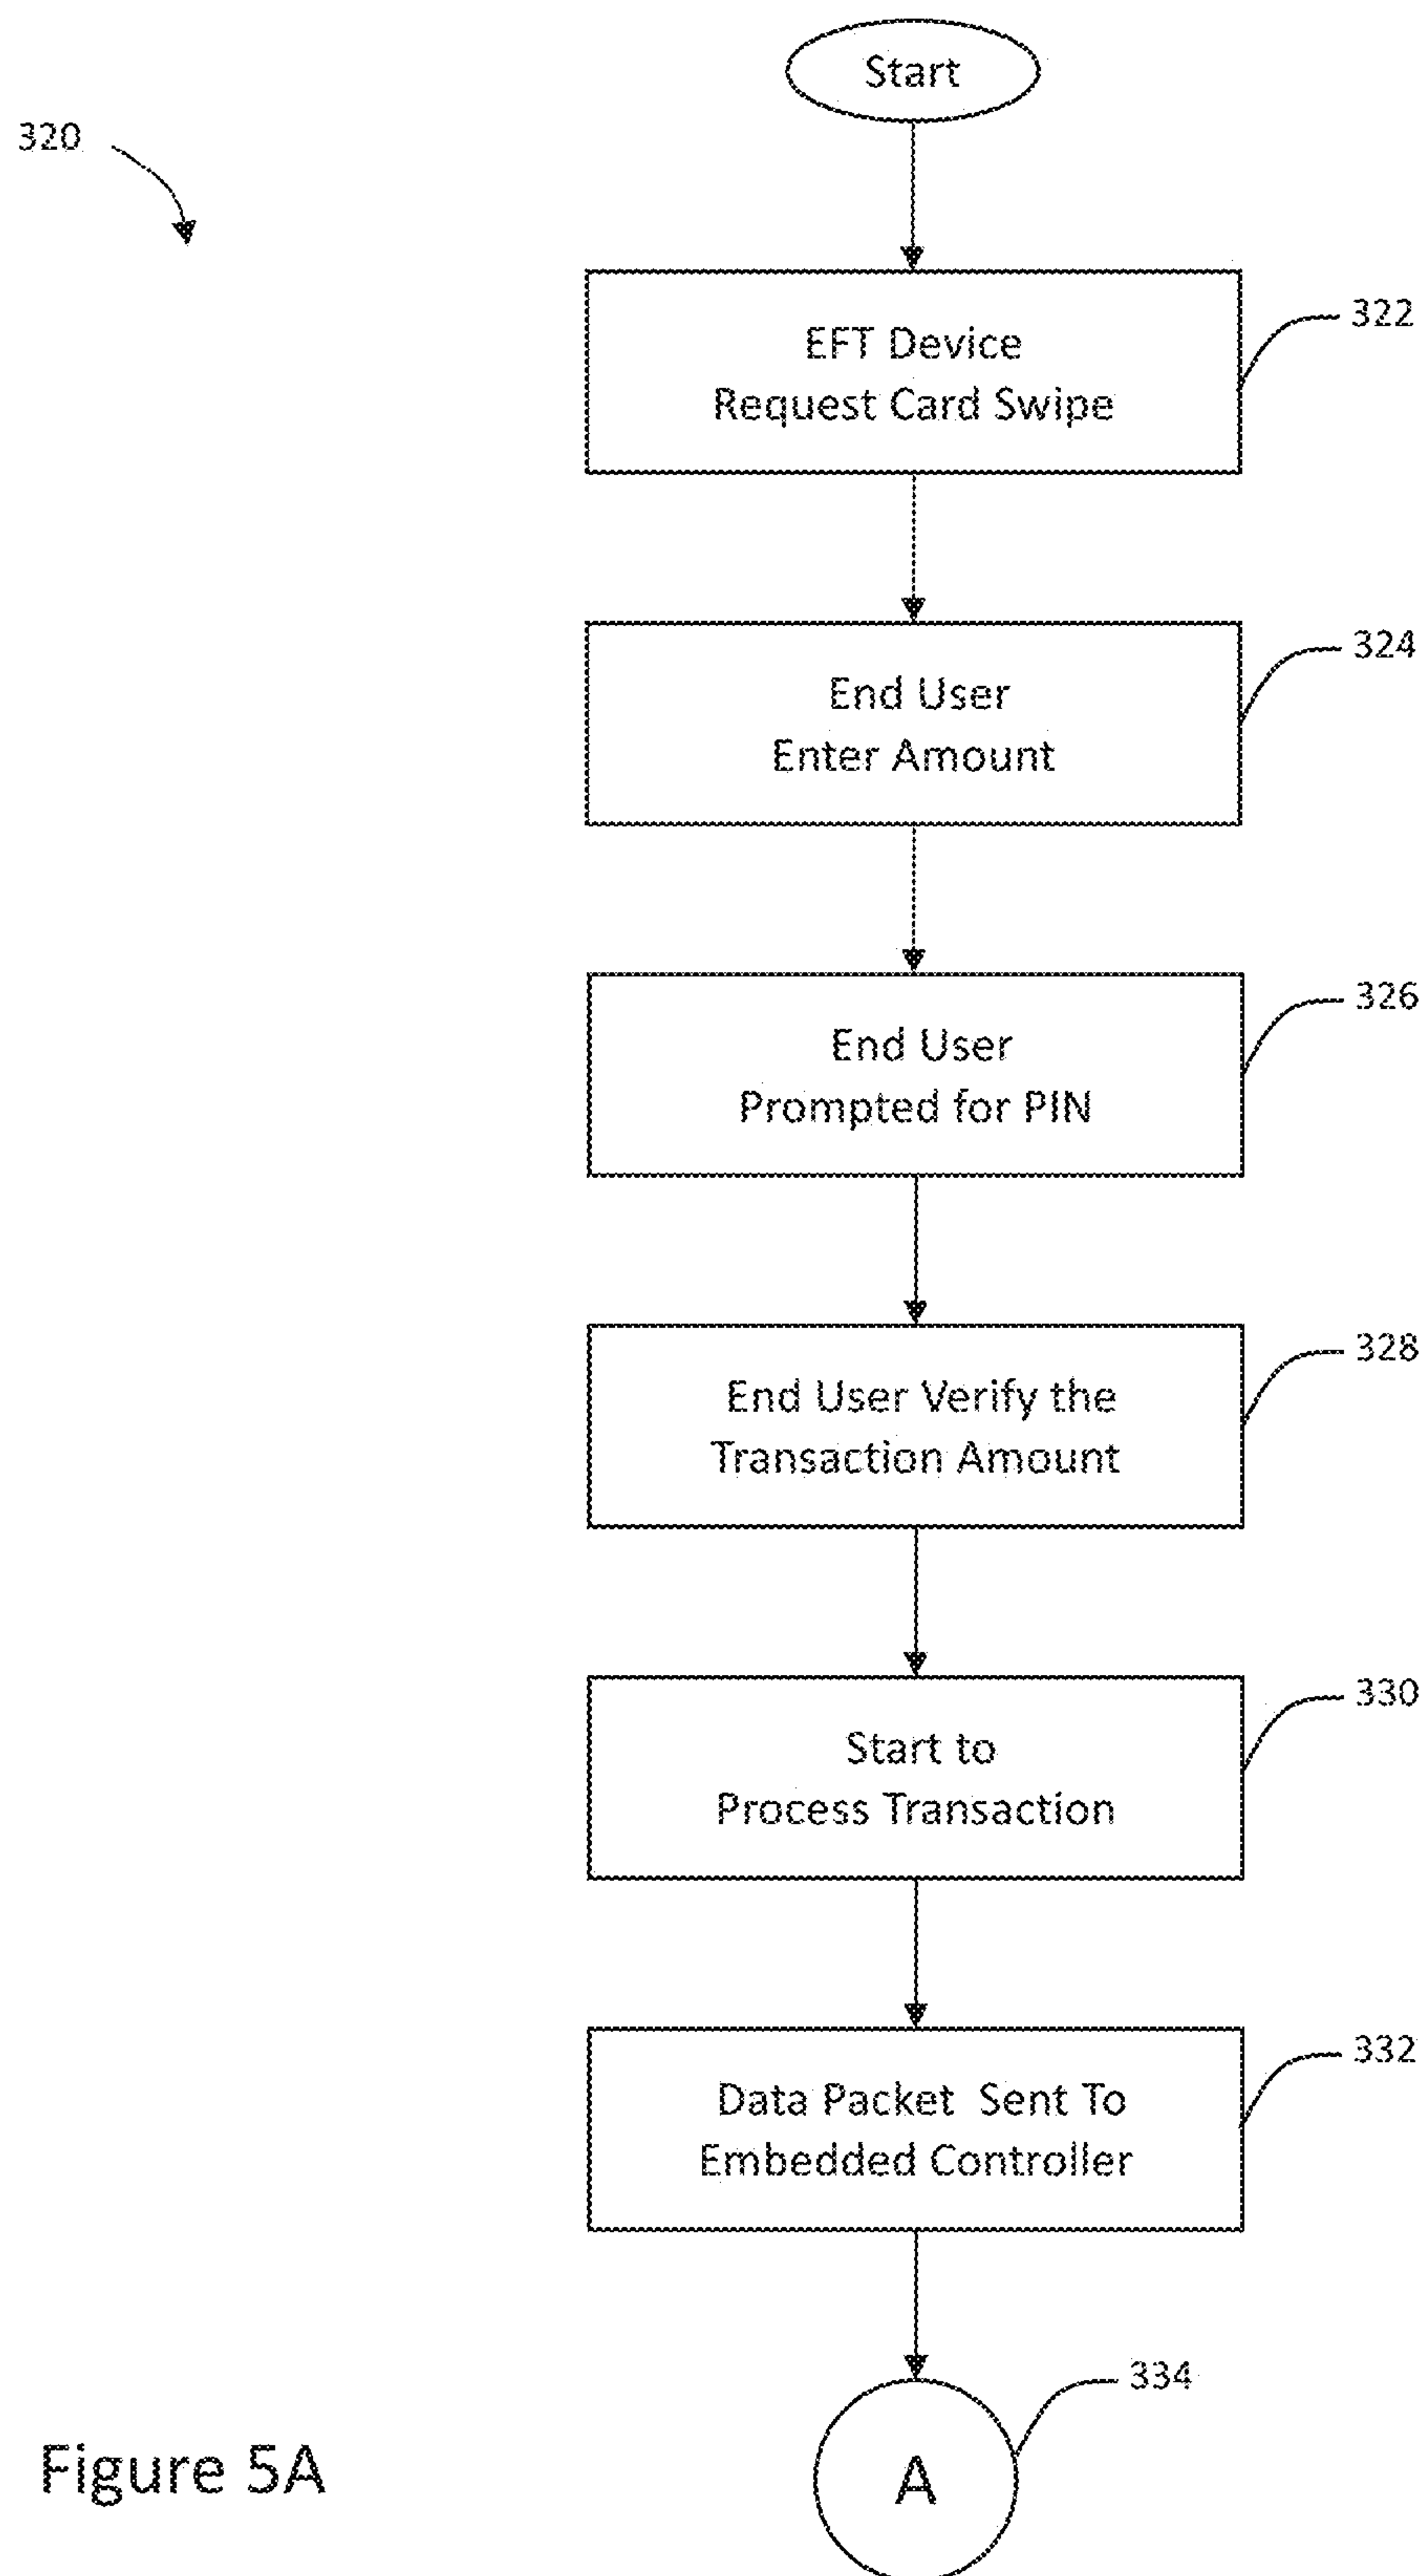 Start
320
EFT Device
Request Card Swipe
322
End User
Enter Amount
324
End User
Prompted for PIN
326
End User Verify the
Transaction Amount
328
Start to
Process Transaction
330
Data Packet  Sent To
Embedded Controller
332
334
A
Figure 5A